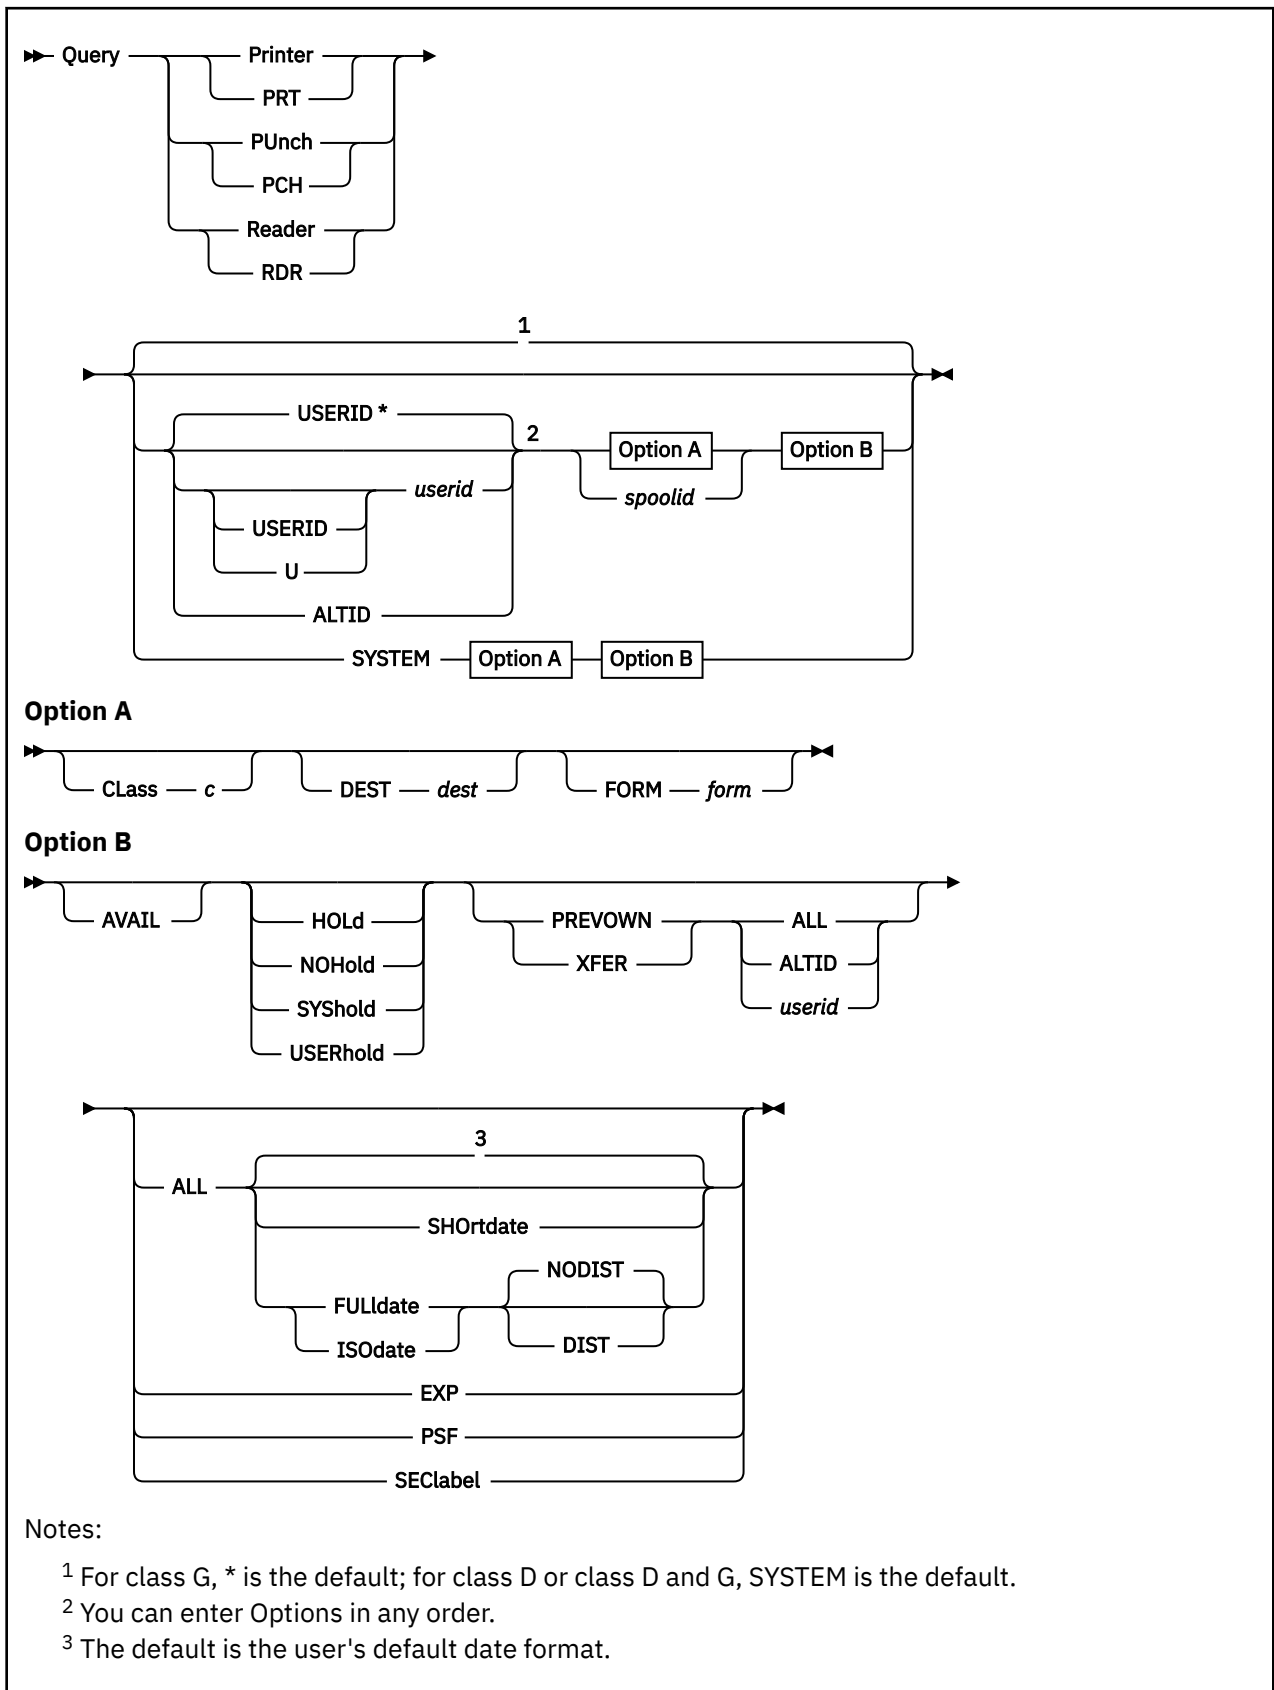 Query Printer
PRT
PUnch
PCH
Reader
RDR
1
USERID *
2
Option A Option B
userid
spoolid
USERID
U
ALTID
SYSTEM Option A Option B
Option A
CLass c DEST dest FORM form
Option B
AVAIL HOLd PREVOWN ALL
NOHold XFER ALTID
SYShold userid
USERhold
3
ALL
SHOrtdate
NODIST
FULldate
DIST
ISOdate
EXP
PSF
SEClabel
Notes:
1 For class G, * is the default; for class D or class D and G, SYSTEM is the default.
2 You can enter Options in any order.
3 The default is the user's default date format.